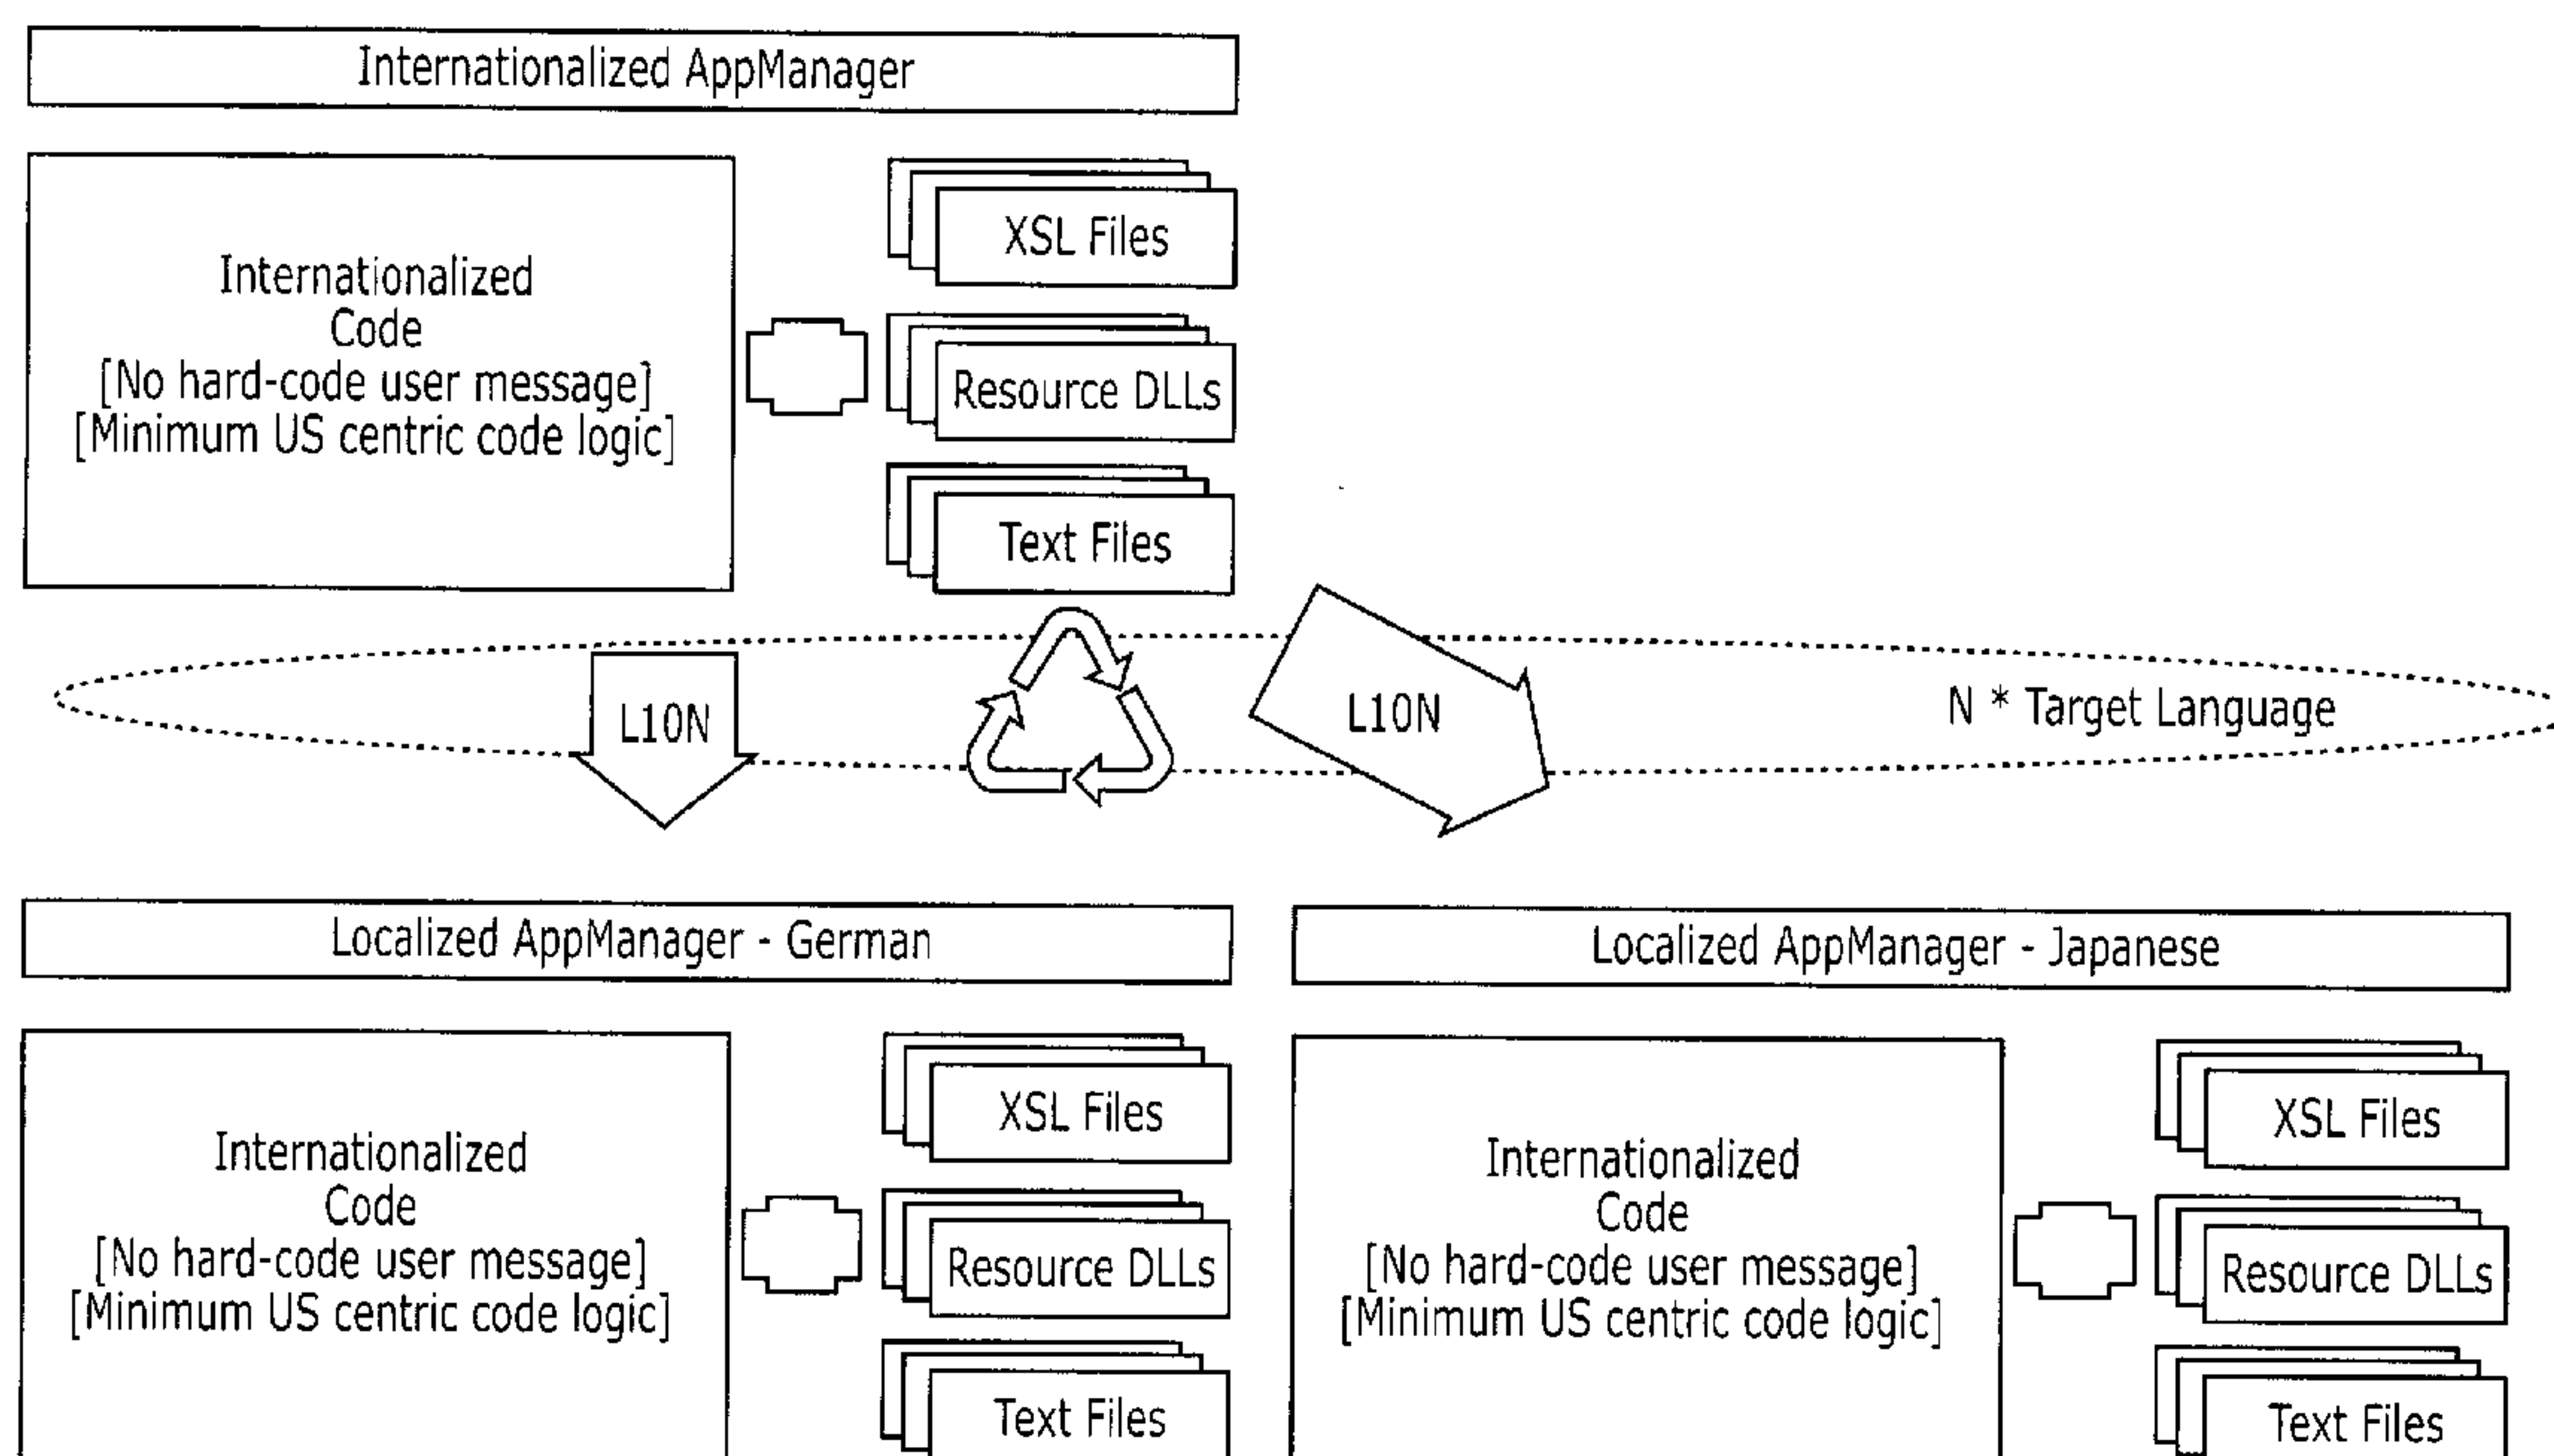 Internationalized AppManager
Internationalized
Code
[No hard-code user message]
[Minimum US centric code logic]
XSL Files
Resource DLLs
Text Files
L10N
L10N
N * Target Language
Localized AppManager - German
Internationalized
Code
[No hard-code user message]
[Minimum US centric code logic]
XSL Files
Resource DLLs
Text Files
Localized AppManager - Japanese
Internationalized
Code
[No hard-code user message]
[Minimum US centric code logic]
XSL Files
Resource DLLs
Text Files